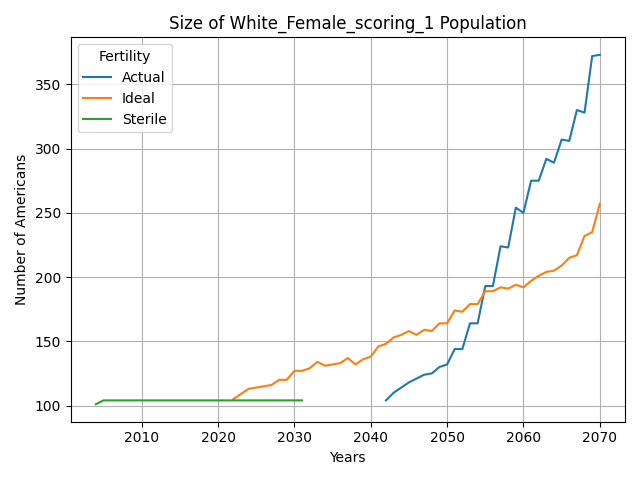 Size of White_Female_scoring_1 Population
Fertility
Actual
Ideal
Sterile
Number of Americans
350
300
250
200
150
100
2010 2020 2030 2040 2050 2060 2070
Years